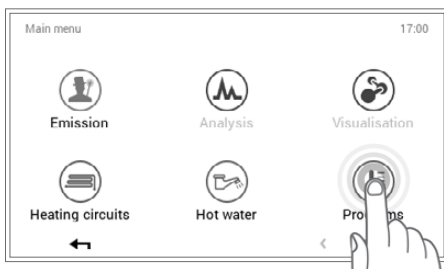 Main menu 17:00
Emission Analysis Visualisation
Heating circuits Hot water